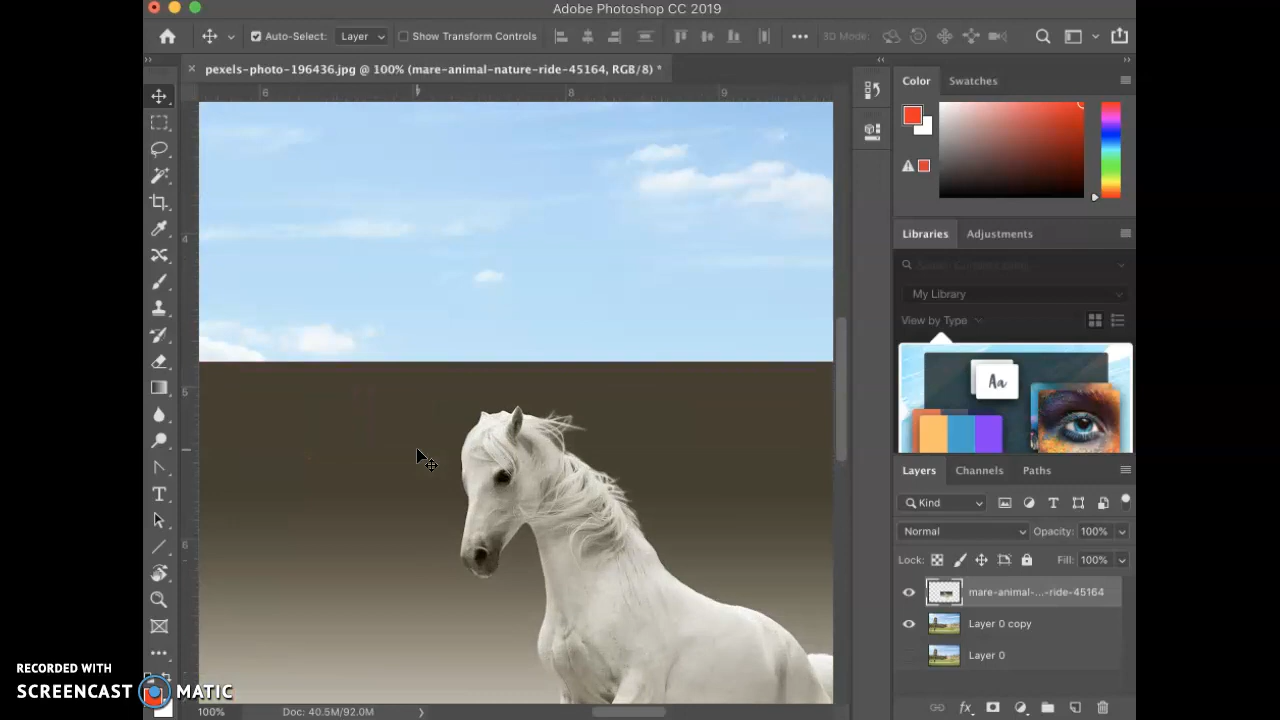 Adobe Photoshop CC 2019
Auto-Select: Layer Show Transform Controls 3D Mode:
pexels-photo-196436.jpg @ 100% (mare-animal-nature-ride-45164, RGB/8) *
6 7 8 9
4
5
6
Color Swatches
Libraries Adjustments
My Library
View by Type
Aa
Layers Channels Paths
Kind
Normal Opacity: 100%
Lock: Fill: 100%
mare-animal-...-ride-45164
Layer 0 copy
Layer 0
RECORDED WITH
SCREENCAST MATIC
100% Doc: 40.5M/92.0M